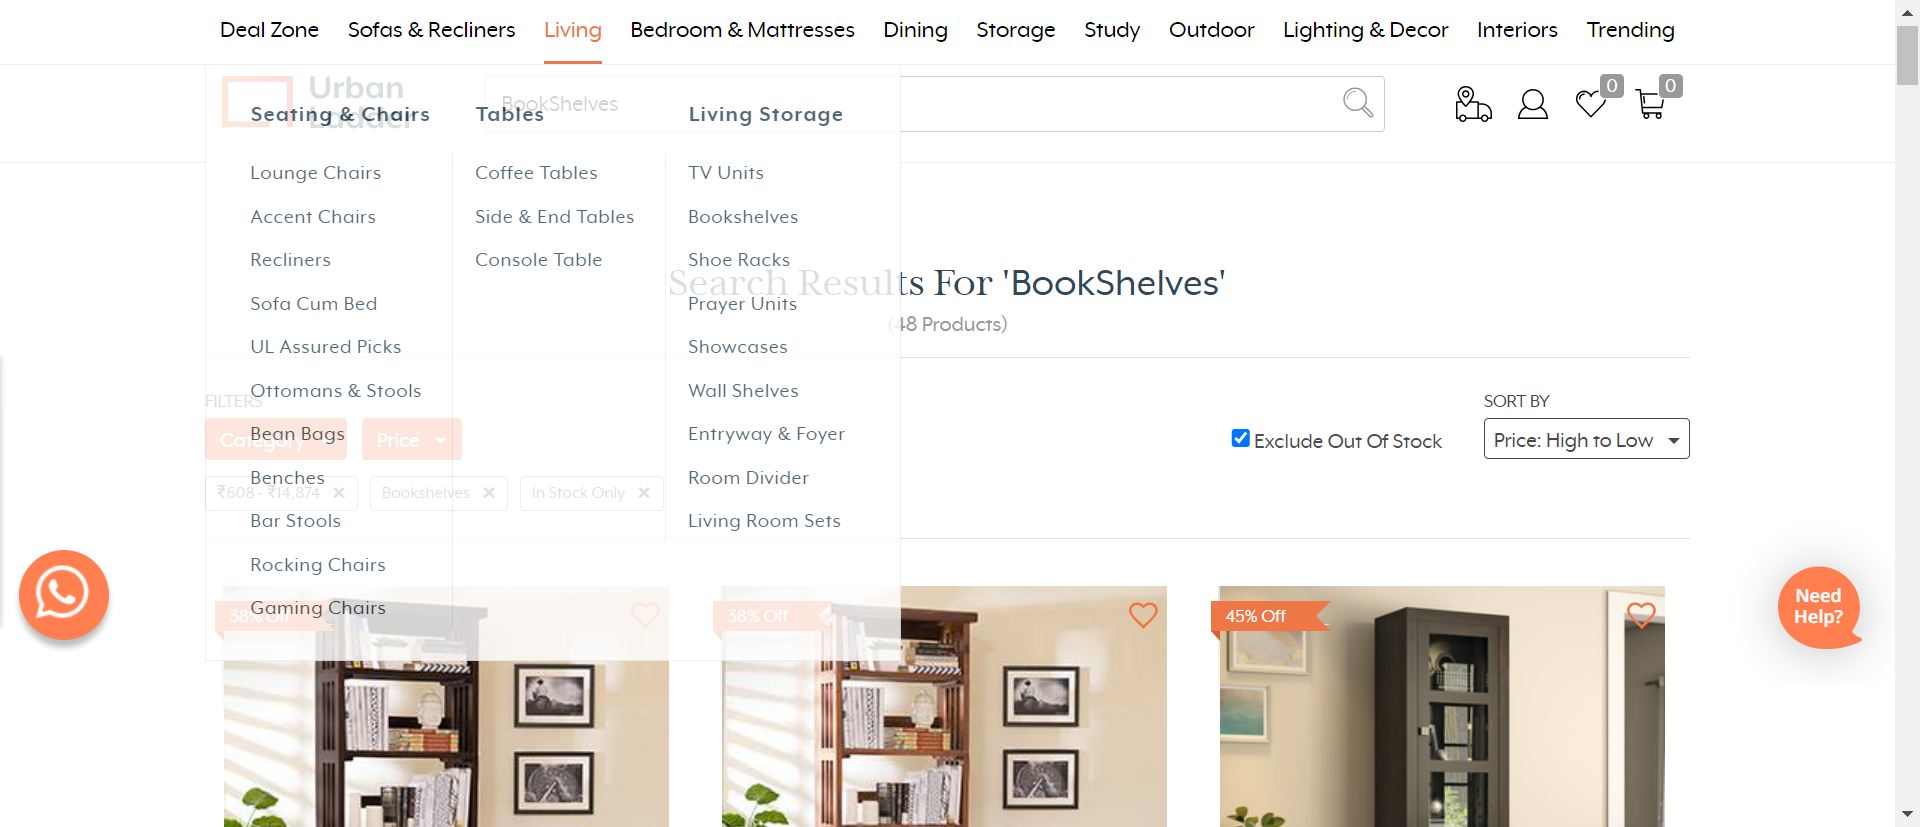 Deal Zone Sofas & Recliners Living Bedroom & Mattresses Dining Storage Study Outdoor Lighting & Decor Interiors Trending
Urban
Ladder
BookShelves
0
0
Seating & Chairs
Lounge Chairs
Accent Chairs
Recliners
Sofa Cum Bed
UL Assured Picks
Ottomans & Stools
Bean Bags
Benches
Bar Stools
Rocking Chairs
Gaming Chairs
Tables
Coffee Tables
Side & End Tables
Console Table
Living Storage
TV Units
Bookshelves
Shoe Racks
Prayer Units
Showcases
Wall Shelves
Entryway & Foyer
Room Divider
Living Room Sets
Search Results For 'BookShelves'
(48 Products)
FILTERS
Category
Price
₹608 - ₹14,874 ✕
Bookshelves ✕
In Stock Only ✕
Exclude Out Of Stock
SORT BY
Price: High to Low
38% Off
38% Off
45% Off
Need
Help?